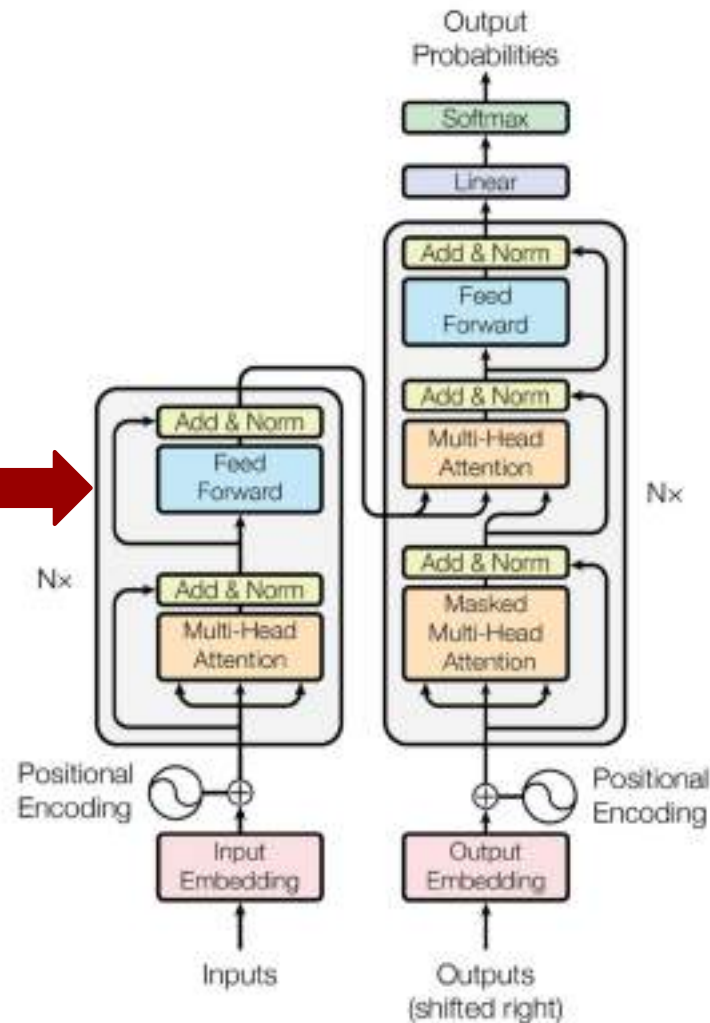 Output
Probabilities
Softmax
Linear
Add & Norm
Feed
Forward
Add & Norm
Multi-Head
Attention
Add & Norm
Masked
Multi-Head
Attention
Nx
Add & Norm
Feed
Forward
Add & Norm
Multi-Head
Attention
Nx
Positional
Encoding
Positional
Encoding
Input
Embedding
Output
Embedding
Inputs
Outputs
(shifted right)